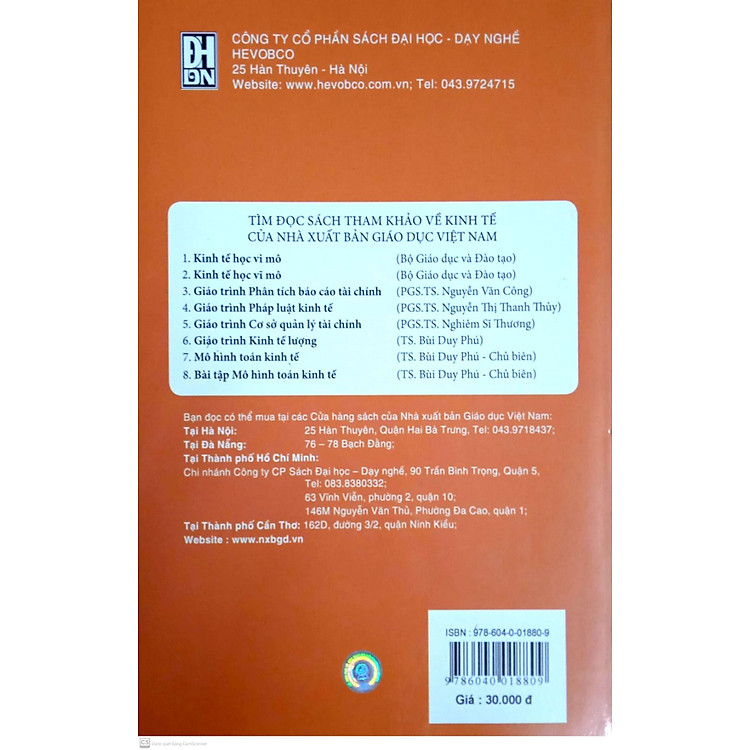 ĐH
DN
CÔNG TY CỔ PHẦN SÁCH ĐẠI HỌC - DẠY NGHỀ
HEVOBCO
25 Hàn Thuyên - Hà Nội
Website: www.hevobco.com.vn; Tel: 043.9724715
TÌM ĐỌC SÁCH THAM KHẢO VỀ KINH TẾ
CỦA NHÀ XUẤT BẢN GIÁO DỤC VIỆT NAM
1. Kinh tế học vi mô (Bộ Giáo dục và Đào tạo)
2. Kinh tế học vĩ mô (Bộ Giáo dục và Đào tạo)
3. Giáo trình Phân tích báo cáo tài chính (PGS.TS. Nguyễn Văn Công)
4. Giáo trình Pháp luật kinh tế (PGS.TS. Nguyễn Thị Thanh Thủy)
5. Giáo trình Cơ sở quản lý tài chính (PGS.TS. Nghiêm Sĩ Thương)
6. Giáo trình Kinh tế lượng (TS. Bùi Duy Phú)
7. Mô hình toán kinh tế (TS. Bùi Duy Phú - Chủ biên)
8. Bài tập Mô hình toán kinh tế (TS. Bùi Duy Phú - Chủ biên)
Bạn đọc có thể mua tại các Cửa hàng sách của Nhà xuất bản Giáo dục Việt Nam:
Tại Hà Nội: 25 Hàn Thuyên, Quận Hai Bà Trưng, Tel: 043.9718437;
Tại Đà Nẵng: 76 – 78 Bạch Đằng;
Tại Thành phố Hồ Chí Minh:
Chi nhánh Công ty CP Sách Đại học – Dạy nghề, 90 Trần Bình Trọng, Quận 5,
Tel: 083.8380332;
63 Vĩnh Viễn, phường 2, quận 10;
146M Nguyễn Văn Thủ, Phường Đa Cao, quận 1;
Tại Thành phố Cần Thơ: 162D, đường 3/2, quận Ninh Kiều;
Website : www.nxbgd.vn
ISBN : 978-604-0-01880-9
9 786040 018809
Giá : 30.000 đ
CS